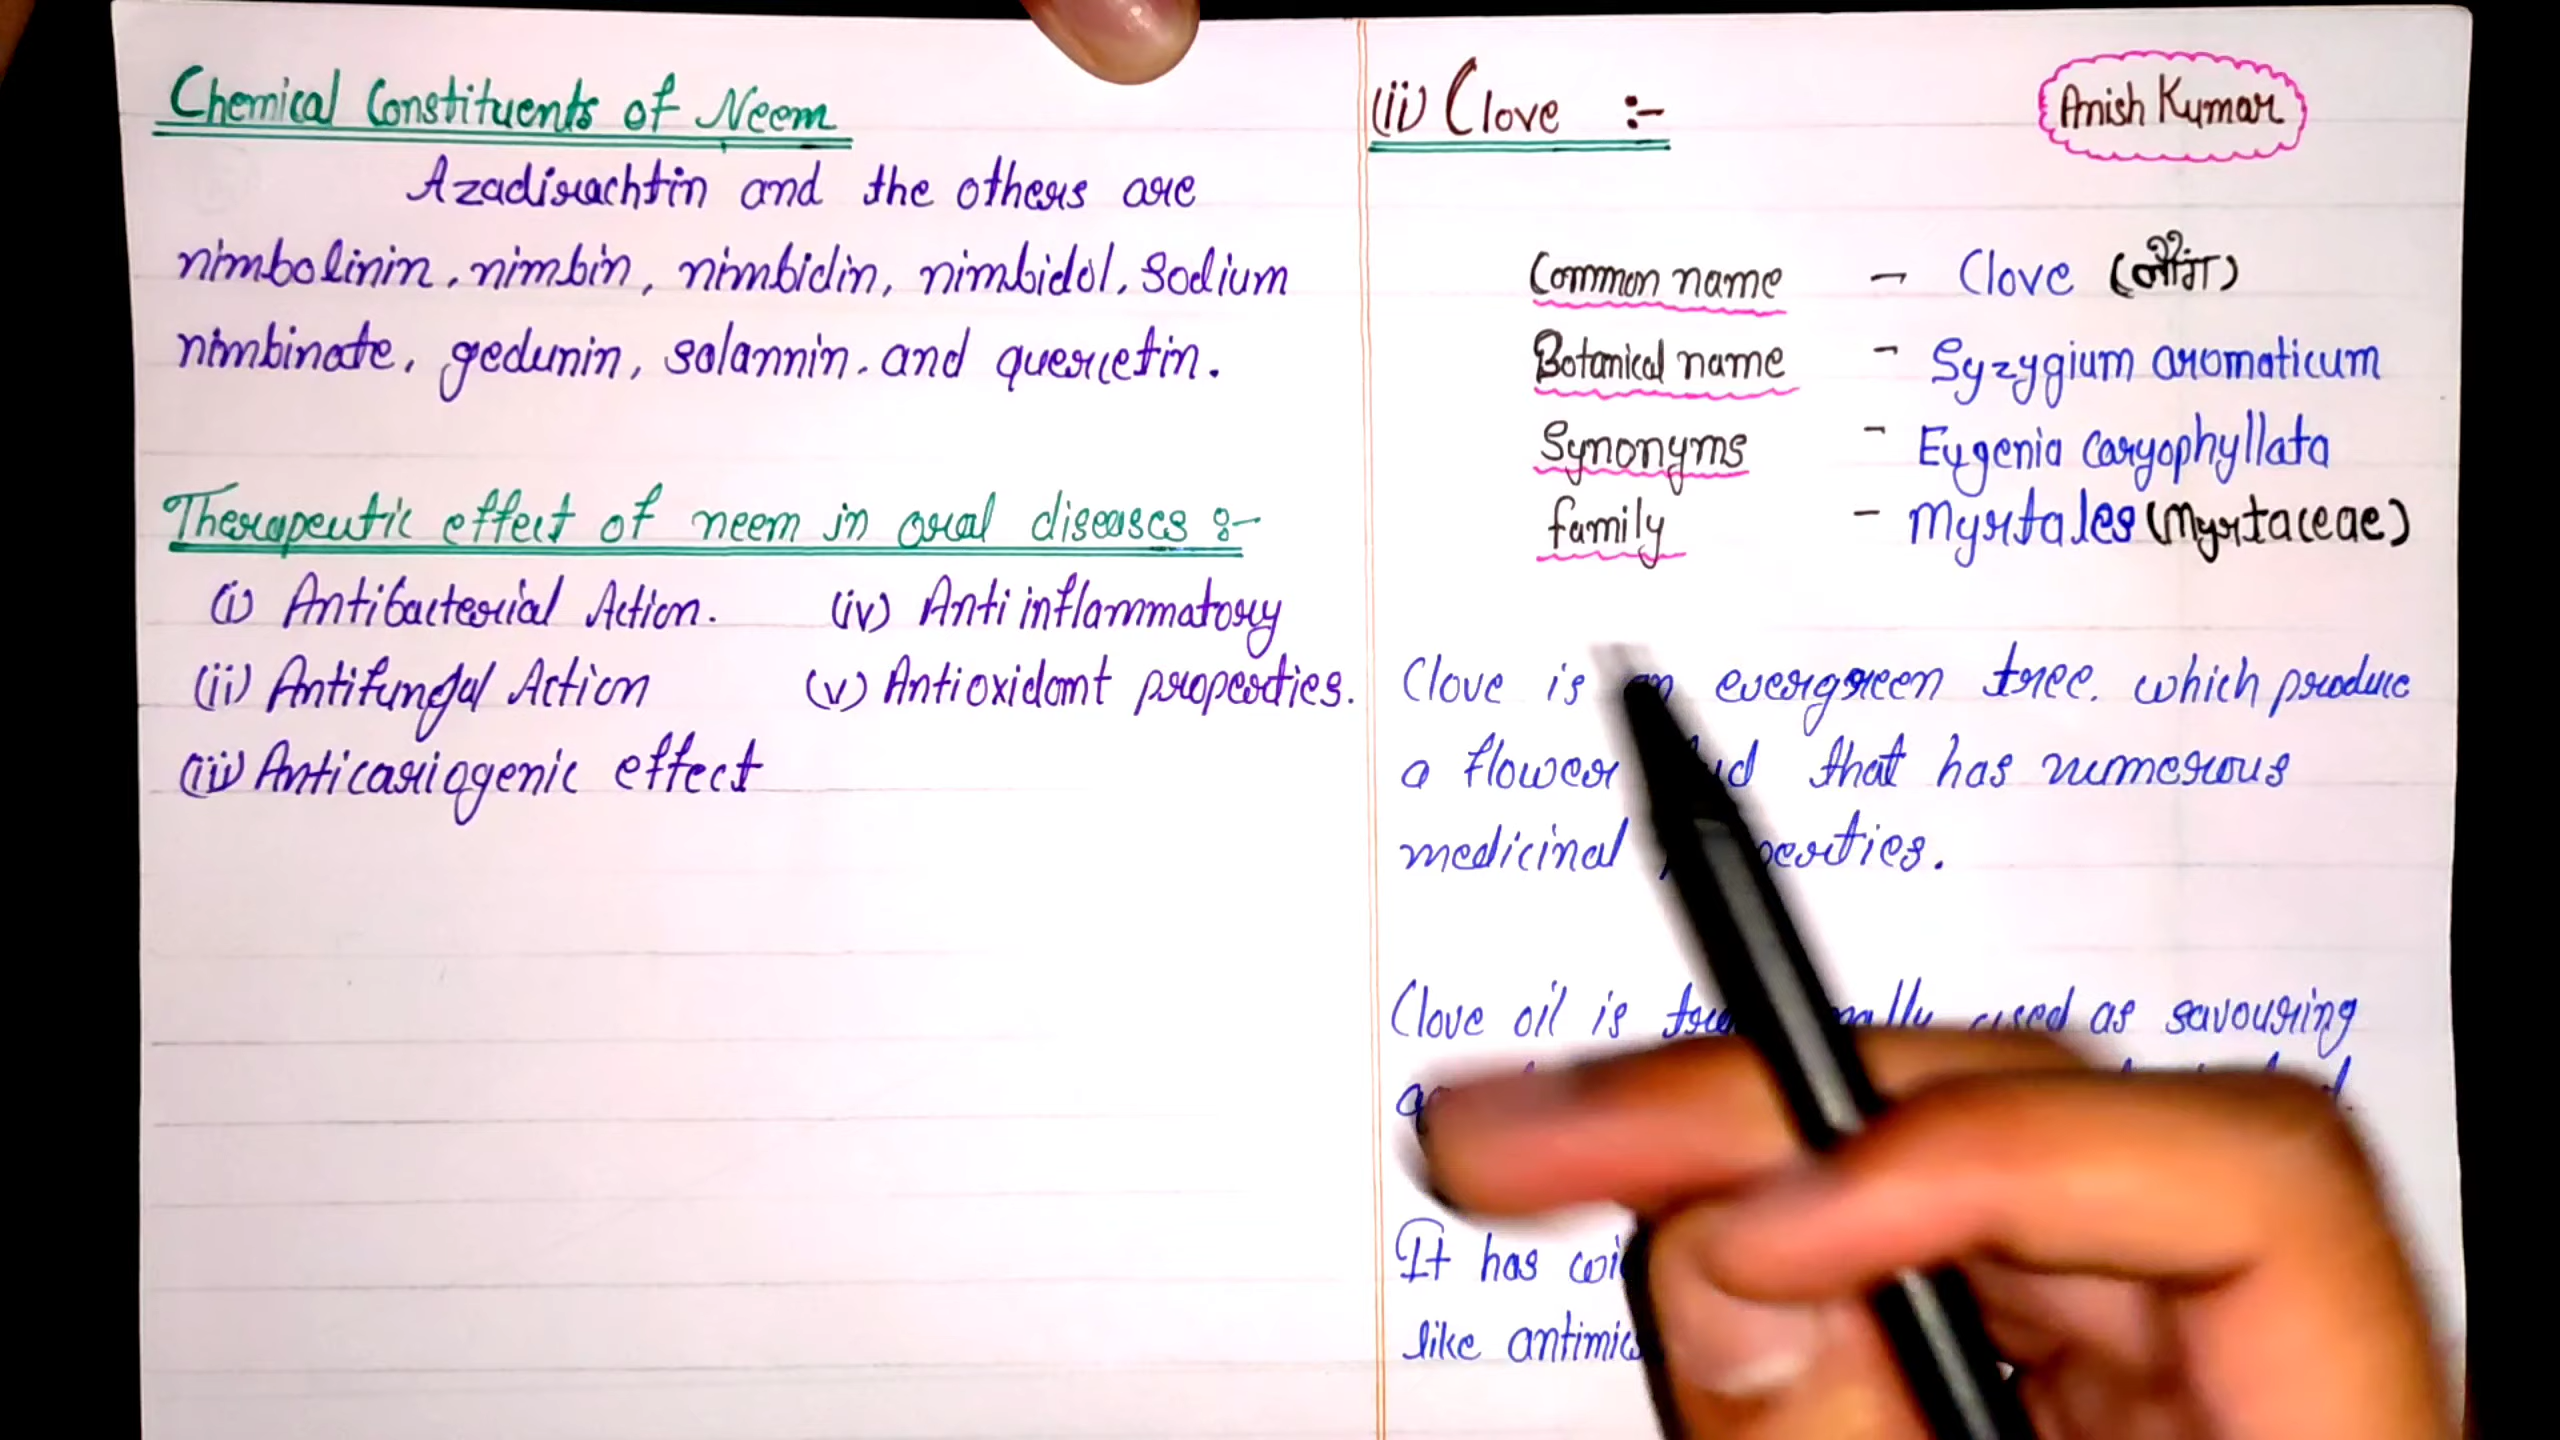 Chemical Constituents of Neem
Azadirachtin and the others are
nimbolinin, nimbin, nimbidin, nimbidol, sodium
nimbinate, gedunin, salannin, and quercetin.
Therapeutic effect of neem in oral diseases :-
(i) Antibacterial Action.
(ii) Antifungal Action
(iii) Anticariogenic effect
(iv) Anti inflammatory
(v) Antioxidant properties.
(ii) Clove :-
Anish Kumar
Common name - Clove (लौंग)
Botanical name - Syzygium aromaticum
Synonyms - Eugenia caryophyllata
family - Myrtales (Myrtaceae)
Clove is an evergreen tree. which produce
a flower that has numerous
medicinal properties.
Clove oil is used as savouring
It has
like